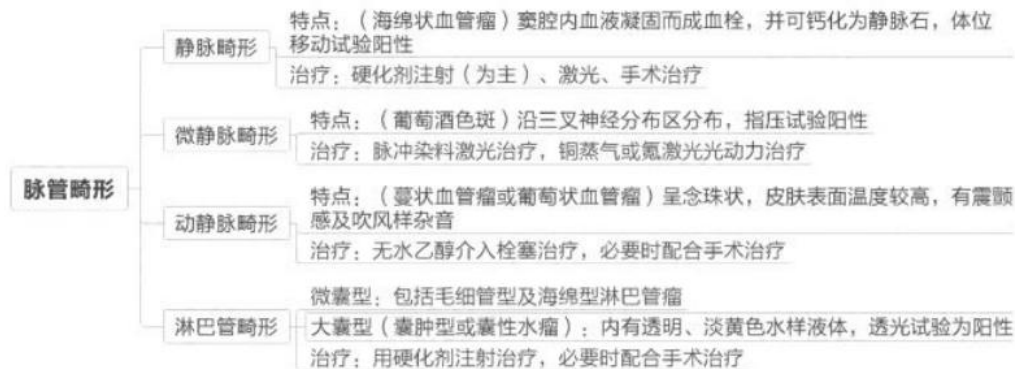 特点：（海绵状血管瘤）窦腔内血液凝固而成血栓，并可钙化为静脉石，体位
移动试验阳性
静脉畸形
治疗：硬化剂注射（为主）、激光、手术治疗
特点：（葡萄酒色斑）沿三叉神经分布区分布，指压试验阳性
微静脉畸形
治疗：脉冲染料激光治疗，铜蒸气或氪激光光动力治疗
脉管畸形
特点：（蔓状血管瘤或葡萄状血管瘤）呈念珠状，皮肤表面温度较高，有震颤
感及吹风样杂音
动静脉畸形
治疗：无水乙醇介入栓塞治疗，必要时配合手术治疗
微囊型：包括毛细管型及海绵型淋巴管瘤
淋巴管畸形
大囊型（囊肿型或囊性水瘤）：内有透明、淡黄色水样液体，透光试验为阳性
治疗：用硬化剂注射治疗，必要时配合手术治疗